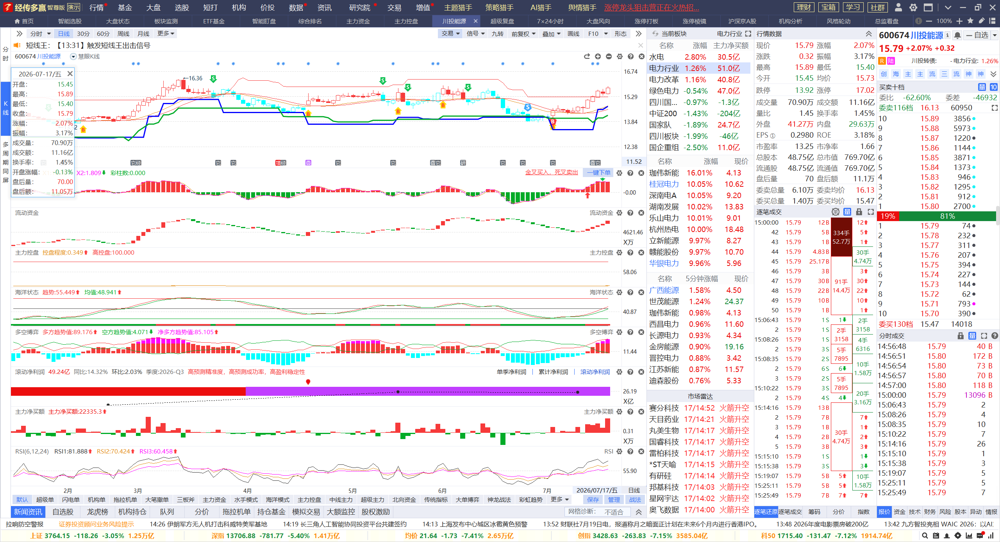 经传多赢 智尊版 演示 行情 基金 大盘 选股 短打 机构 价投 数据 资讯 研究院 交易 增值 主题猎手 策略猎手 AI猎手 舆情猎手 涨停龙头狙击营正在火热招... 理财 宝箱 学习 社群
首页 智能选股 大盘状态 板块监测 ETF基金 智能盯盘 综合排名 主力资金 主力控盘 川投能源 超级复盘 7×24小时 大盘风向 涨停打板 涨停棱镜 沪深京A股 机构分析 风格轮动 总监看盘 100%
分时 日线 30分 60分 周线 月线 更多 交易 信号 九转 前复权 叠加 画线 F10 形态
短线王：【13:31】触发短线王出击信号
600674 川投能源 慧眼K线
分时
K线
多周期同屏
2026-07-17/五
开盘: 15.45
最高: 15.89
最低: 15.40
收盘: 15.79
涨幅: 2.07%
振幅: 3.17%
成交量: 70.90万
成交额: 11.16亿
换手率: 1.45%
开盘涨幅: -0.13%
盘后量: 70.00
盘后额: 11.05万
16.36
16.74
15.29
13.84
12.38
11.52
X2:1.809 彩柱数:0.000 金叉买入，死叉卖出 一键下单
-0.00
流动资金 流动资金
4621.46
X万
主力控盘 控盘程度:0.349 高控盘:100.000 主力控盘
58.06
海洋状态 趋势:55.449 均值:48.941 海洋状态
40.87
多空博弈 多方趋势值:89.176 空方趋势值:4.071 净多方趋势值:85.105 多空博弈
11.44
滚动净利润 49.24亿 同比:14.32% 环比:2.03% 季度:2026-Q3 高预测精准度，高预测成功率，高盈利稳定性 单季净利润 累计净利润 滚动净利润
26.19
X亿
主力净买额 主力净买额:22335.3 主力净买额
0.31
X万
RSI(6,12,24) RSI1:81.888 RSI2:70.424 RSI3:60.458 RSI
55.90
2月 3月 4月 5月 6月 7月 2026/07/17/五 日线
默认 超级单 闪电单 机构单 拖拉机单 大笔撤单 三板斧 主力资金 水手模式 海洋模式 主力控盘 中线主力 超级主力 北向资金 传统指标 大单博弈 神龙战法 彩虹趋势 更多 保存 管理 战法
新闻资讯 自选股 龙虎榜 机构持仓 队列 分价 拖拉机单 持仓基金 模拟交易 大额监控 股权激励 网格诊断: 不适合
当前板块 电力行业
名称 涨幅 主力净买额
水电 2.80% 30.5亿
电力行业 1.26% 51.0亿
电力改革 1.16% 40.8亿
绿色电力 -0.54% 47.0亿
四川国... -0.97% -1.3亿
中证200 -1.43% -204亿
国家队 -1.89% 24.7亿
四川板块 -1.99% -46亿
国企重组 -2.50% 11.0亿
名称 涨幅 现价
珈伟新能 16.01% 4.13
桂冠电力 10.05% 10.62
深南电A 10.05% 9.20
湖南发展 10.02% 13.83
乐山电力 10.01% 9.01
杭州热电 10.00% 18.48
立新能源 9.97% 8.27
赣能股份 9.97% 10.70
华银电力 9.96% 5.96
名称 5分钟涨幅 现价
广西能源 1.58% 4.50
世茂能源 1.24% 24.37
珈伟新能 0.98% 4.13
西昌电力 0.96% 11.60
长源电力 0.93% 4.34
金房能源 0.90% 19.16
晋控电力 0.88% 3.42
江苏新能 0.87% 11.57
迪森股份 0.76% 5.33
市场雷达
赛分科技 17/14:52 火箭升空
天目药业 17/14:21 火箭升空
丸美生物 17/14:17 火箭升空
国睿科技 17/14:17 火箭升空
雷柏科技 17/14:17 火箭升空
*ST天喻 17/14:15 火箭升空
有研硅 17/14:14 火箭升空
邦基科技 17/14:03 火箭升空
星网宇达 17/14:02 火箭升空
奥飞数据 17/14:00 火箭升空
行情数据
现价 15.79 涨幅 2.07%
涨跌 0.32 振幅 3.17%
最高 15.89 最低 15.40
今开 15.45 均价 15.73
跌停 13.92 涨停 17.02
成交量 70.90万 成交额 11.16亿
量比 1.45 换手率 1.45%
外盘 41.27万 内盘 29.63万
EPS ① 0.2980 ROE 3.18%
市盈率 13.25 市净率 1.66
总股本 48.75亿 总市值 769.70亿
流通股 48.75亿 流通值 769.70亿
盘后量 70 盘后额 11.1万
委卖总量 6.10万 委卖均价 16.13
委买总量 1.40万 委买均价 15.47
逐笔成交 单 量
15:00:00 15.79 12B 12
42 15.79 5B 5
43 15.79 1B 1
44 15.79 4.83B
45 15.79 25.17B
46 15.79 3B 3
47 15.79 30B 30
48 15.79 22B 22
49 15.79 10B 10
50 15.79 1B 1
15:06:43 15.79 1S 1
2 15.79 1S
15:08:26 15.79 1S
2 15.79 3S
15:08:35 15.79 2S
2 15.79 6S 6
3 15.79 2S
15:10:22 15.79 3S
2 15.79 4S 4
15:14:16 15.79 13B
2 15.79 7B 7
3 15.79 1B 1
4 15.79 2B 2
5 15.79 3B 3
15:15:10 15.79 1S 1
15:15:38 15.79 3S 3
15:19:07 15.79 5B 5
15:25:11 15.79 5B 5
15:25:49 15.79 7B 7 7
334手
52.7万
91手
14.4万
2手
3158
5手
7895
5手
7895
30手
4.74万
30手
4.74万
2手
3158
4手
6316
10手
1.58万
20手
3.16万
10手
1.58万
逐笔还原 逐笔成交 筹码 分价 指数
600674 川投能源 自选
15.79 +2.07% +0.32
R 陆 川投转债: - 电力行业: 1.26%
创 海 主 主 流 三 流 神 神
买卖十档 量 10
委比 -62.60% 委差 -46932
委卖116档 16.13 60950
10 15.89 3856
9 15.88 5973
8 15.87 1220
7 15.86 1144
6 15.85 3871
5 15.84 1373
4 15.83 946
3 15.82 1295
2 15.81 912
1 15.80 2700
19% 81%
1 15.79 74
2 15.78 232
3 15.77 311
4 15.76 207
5 15.75 394
6 15.74 227
7 15.73 144
8 15.72 62
9 15.71 793
10 15.70 390
委买130档 15.47 14018
分时成交 量
14:56:48 15.79 40 B
14:56:51 15.80 172 B
14:56:54 15.80 73 B
14:56:57 15.80 70 B
14:57:00 15.80 118 B
15:00:00 15.79 13096 B
15:06:43 15.79 2
15:08:26 15.79 4
15:08:35 15.79 10
15:10:22 15.79 7
15:14:16 15.79 26
15:15:10 15.79 1
15:15:38 15.79 3
15:19:07 15.79 5
15:25:11 15.79 5
15:25:49 15.79 7
报价 资金 技术 财务 风险 股本 异动 情报
拉响防空警报 证券投资顾问业务风险提示 14:26 伊朗军方无人机打击科威特美军基地 14:19 长三角人工智能协同投资平台共建签约 14:13 上海发布中心城区冰雹黄色预警 13:52 财联社7月19日电，报道称月之暗面正计划在未来6个月内进行香港IPO。 13:48 2026年度电影票房破200亿 13:42 九方智投亮相 WAIC 2026：以AI
上证 3764.15 -118.26 -3.05% 1.25万亿 深指 13706.88 -781.77 -5.40% 1.41万亿 均价 21.64 -1.73 -7.41% 2.65万亿 创指 3428.63 -263.83 -7.15% 3585.04亿 科50 1715.40 -131.47 -7.12% 1914.74亿